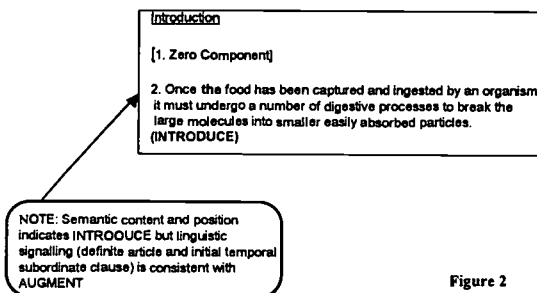 Introduction
[1. Zero Component]
2. Once the food has been captured and ingested by an organism
it must undergo a number of digestive processes to break the
large molecules into smaller easily absorbed particles.
(INTRODUCE)
NOTE: Semantic content and position
indicates INTRODUCE but linguistic
signalling (definite article and initial temporal
subordinate clause) is consistent with
AUGMENT
Figure 2